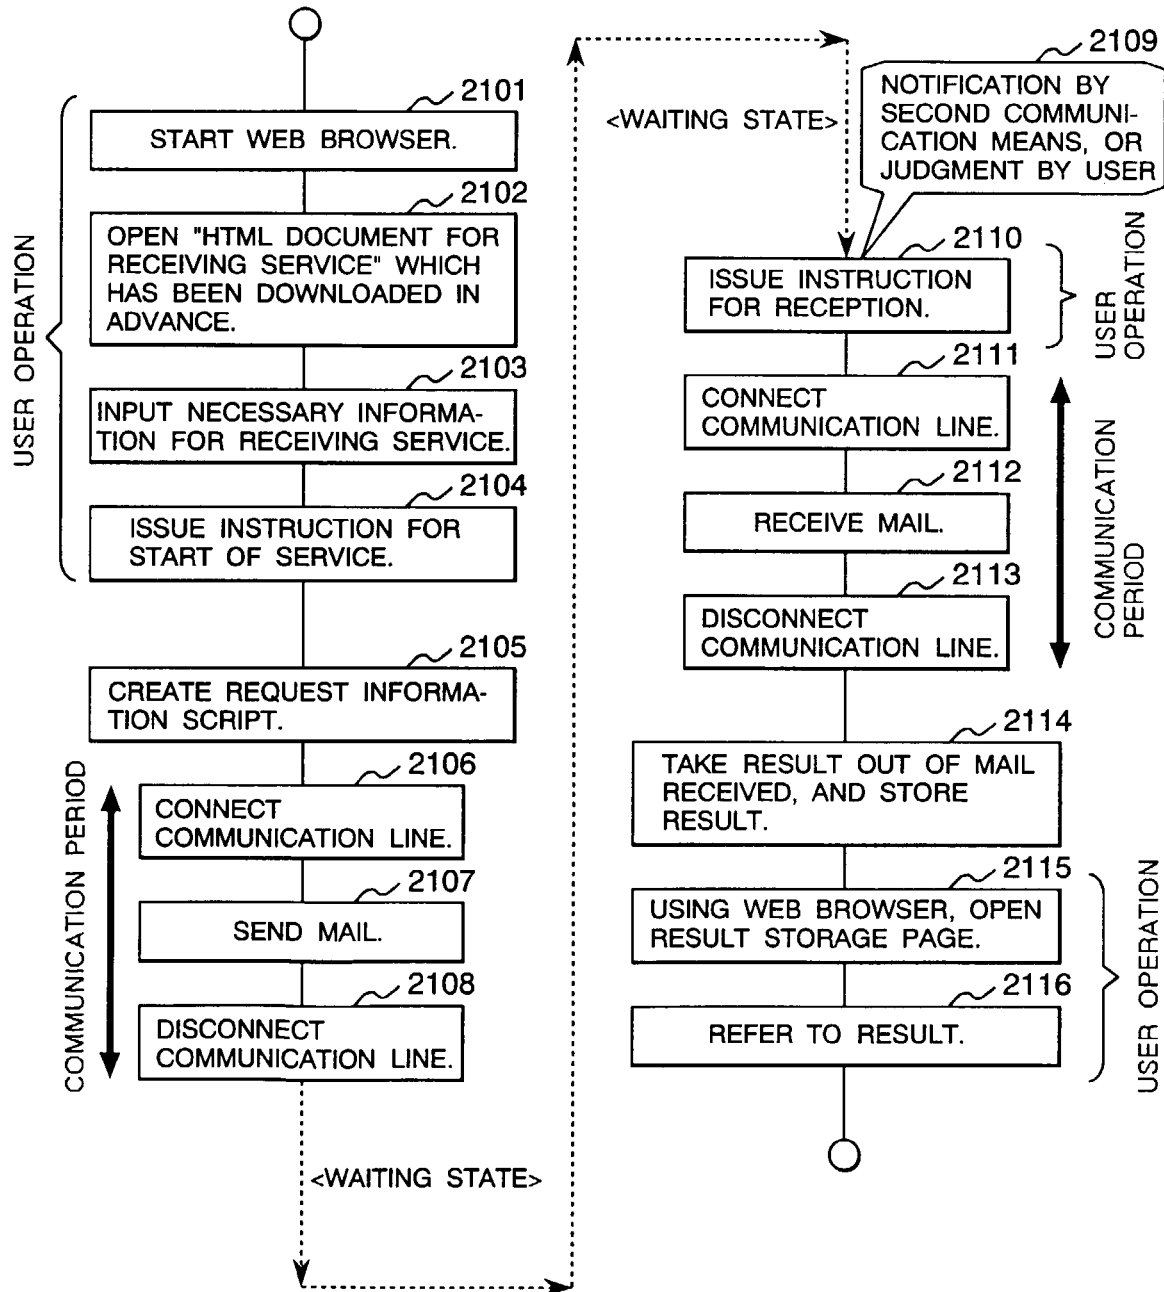 2101
START WEB BROWSER.
2102
OPEN "HTML DOCUMENT FOR
RECEIVING SERVICE" WHICH
HAS BEEN DOWNLOADED IN
ADVANCE.
2103
INPUT NECESSARY INFORMA-
TION FOR RECEIVING SERVICE.
2104
ISSUE INSTRUCTION FOR
START OF SERVICE.
USER OPERATION
2105
CREATE REQUEST INFORMA-
TION SCRIPT.
2106
CONNECT
COMMUNICATION LINE.
2107
SEND MAIL.
2108
DISCONNECT
COMMUNICATION LINE.
COMMUNICATION PERIOD
<WAITING STATE>
<WAITING STATE>
2109
NOTIFICATION BY
SECOND COMMUNI-
CATION MEANS, OR
JUDGMENT BY USER
2110
ISSUE INSTRUCTION
FOR RECEPTION.
USER
OPERATION
2111
CONNECT
COMMUNICATION LINE.
2112
RECEIVE MAIL.
2113
DISCONNECT
COMMUNICATION LINE.
COMMUNICATION
PERIOD
2114
TAKE RESULT OUT OF MAIL
RECEIVED, AND STORE
RESULT.
2115
USING WEB BROWSER, OPEN
RESULT STORAGE PAGE.
2116
REFER TO RESULT.
USER OPERATION